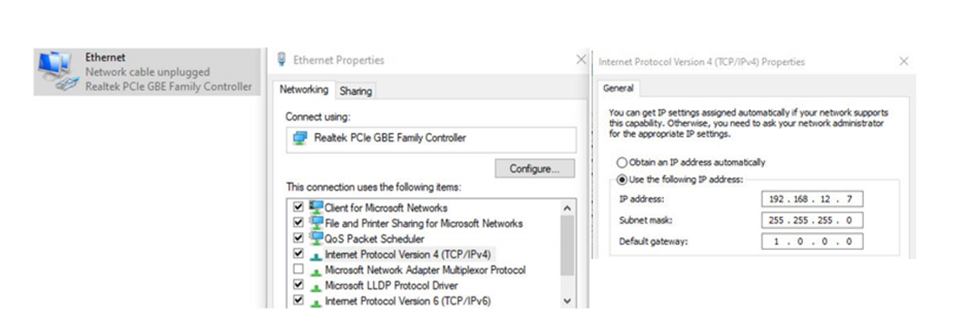 Ethernet
Network cable unplugged
Realtek PCIe GBE Family Controller
Ethernet Properties
Networking
Sharing
Connect using:
Realtek PCIe GBE Family Controller
Configure...
This connection uses the following items:
Client for Microsoft Networks
File and Printer Sharing for Microsoft Networks
QoS Packet Scheduler
Internet Protocol Version 4 (TCP/IPv4)
Microsoft Network Adapter Multiplexor Protocol
Microsoft LLDP Protocol Driver
Internet Protocol Version 6 (TCP/IPv6)
Internet Protocol Version 4 (TCP/IPv4) Properties
General
You can get IP settings assigned automatically if your network supports
this capability. Otherwise, you need to ask your network administrator
for the appropriate IP settings.
Obtain an IP address automatically
Use the following IP address:
IP address: 192 . 168 . 12 . 7
Subnet mask: 255 . 255 . 255 . 0
Default gateway: 1 . 0 . 0 . 0